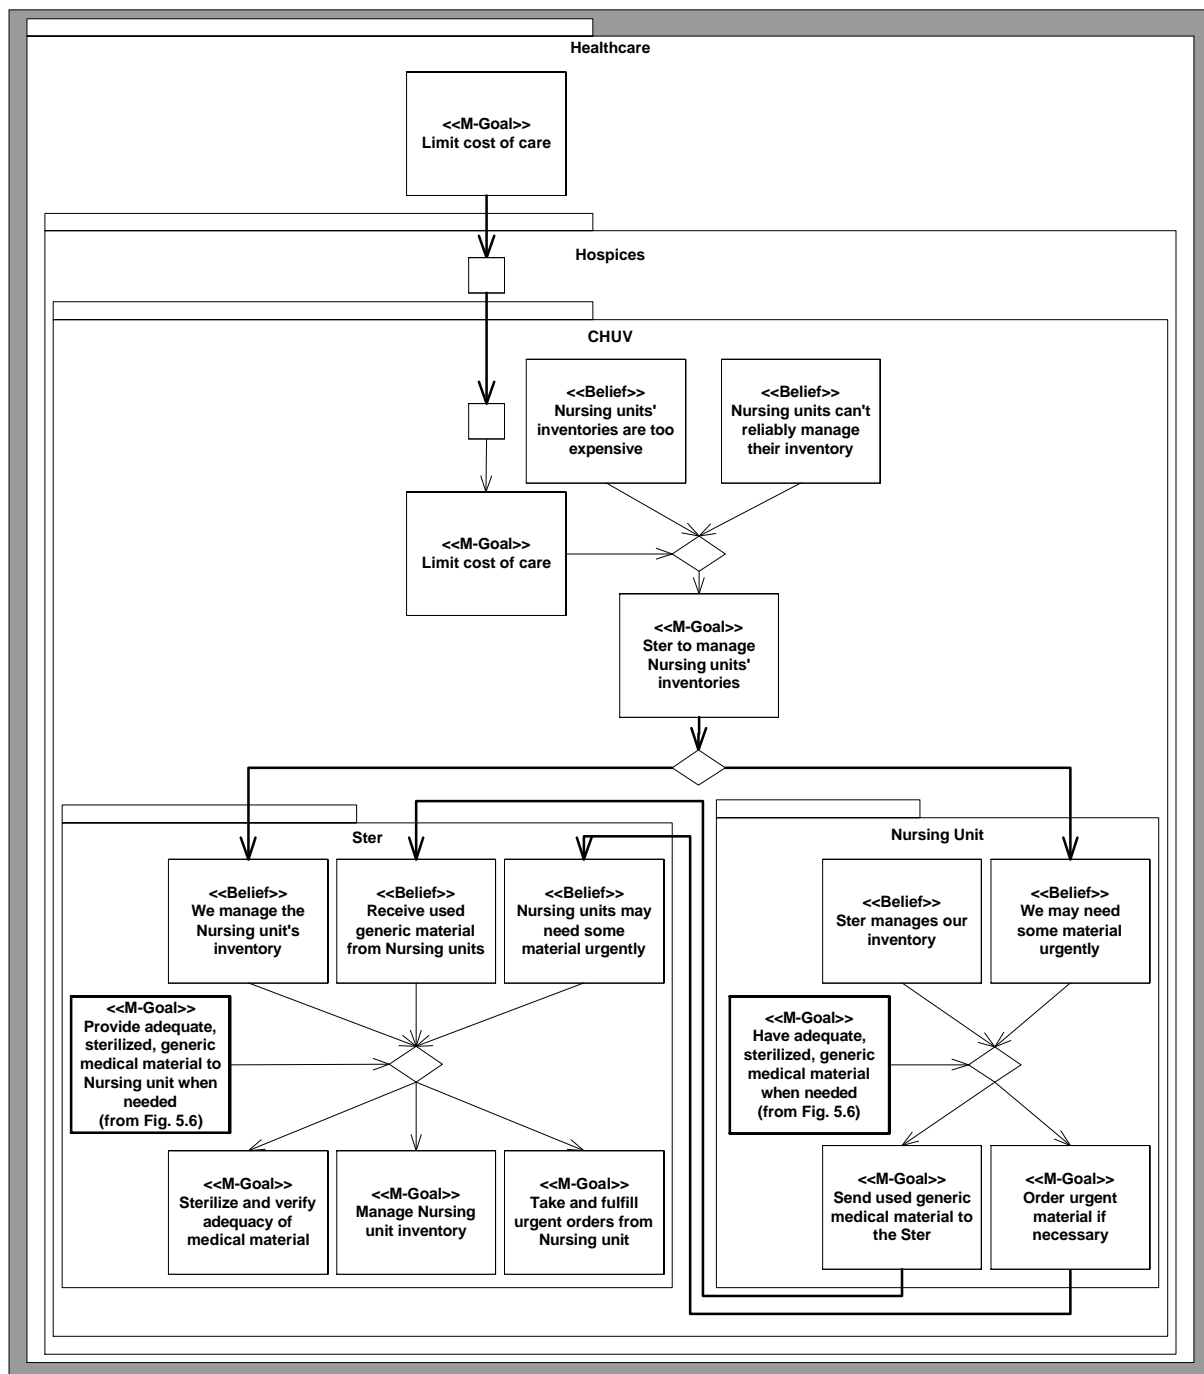 Healthcare
<<M-Goal>>
Limit cost of care
Hospices
CHUV
<<Belief>>
Nursing units'
inventories are too
expensive
<<Belief>>
Nursing units can't
reliably manage
their inventory
<<M-Goal>>
Limit cost of care
<<M-Goal>>
Ster to manage
Nursing units'
inventories
Ster
<<Belief>>
We manage the
Nursing unit's
inventory
<<Belief>>
Receive used
generic material
from Nursing units
<<Belief>>
Nursing units may
need some
material urgently
<<M-Goal>>
Provide adequate,
sterilized, generic
medical material to
Nursing unit when
needed
(from Fig. 5.6)
<<M-Goal>>
Sterilize and verify
adequacy of
medical material
<<M-Goal>>
Manage Nursing
unit inventory
<<M-Goal>>
Take and fulfill
urgent orders from
Nursing unit
Nursing Unit
<<Belief>>
Ster manages our
inventory
<<Belief>>
We may need
some material
urgently
<<M-Goal>>
Have adequate,
sterilized, generic
medical material
when needed
(from Fig. 5.6)
<<M-Goal>>
Send used generic
medical material to
the Ster
<<M-Goal>>
Order urgent
material if
necessary